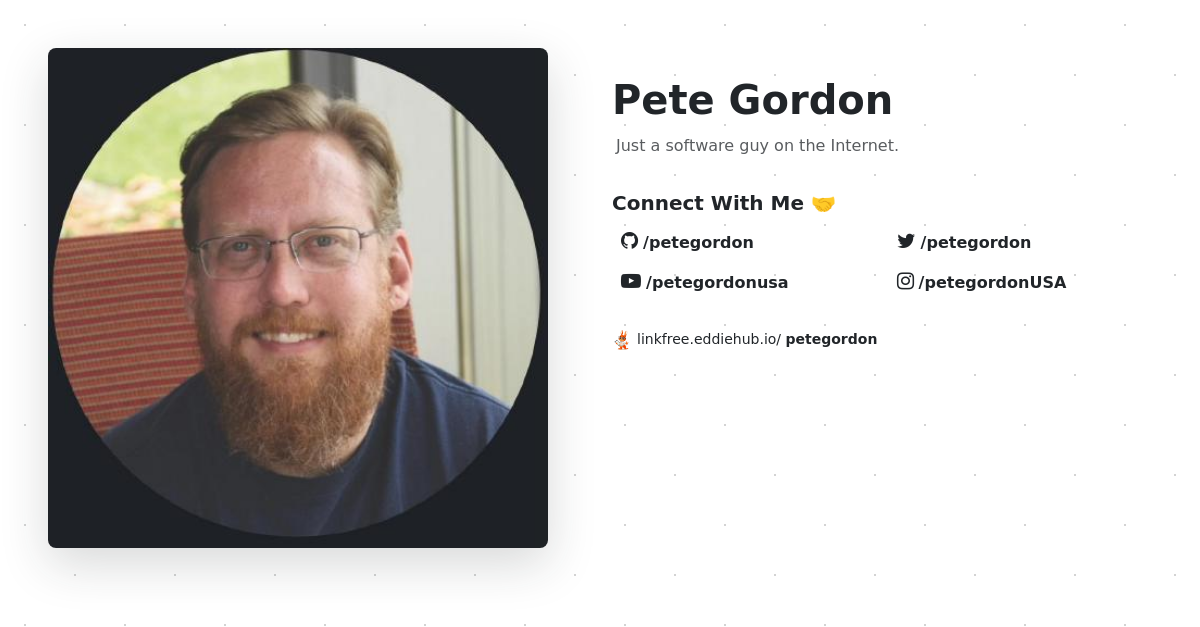 Pete Gordon
Just a software guy on the Internet.
Connect With Me 🤝
/petegordon
/petegordon
/petegordonusa
/petegordonUSA
linkfree.eddiehub.io/ petegordon